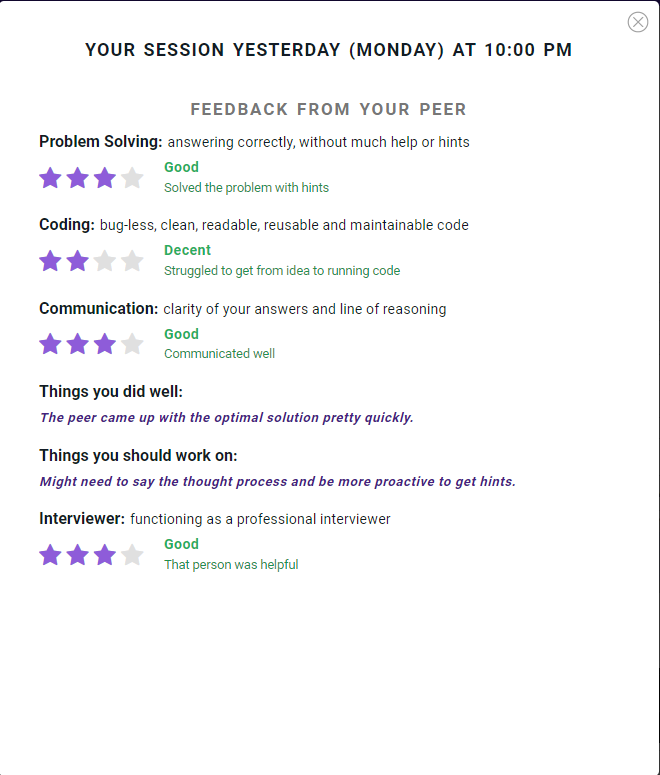 YOUR SESSION YESTERDAY (MONDAY) AT 10:00 PM
FEEDBACK FROM YOUR PEER
Problem Solving: answering correctly, without much help or hints
Good
Solved the problem with hints
Coding: bug-less, clean, readable, reusable and maintainable code
Decent
Struggled to get from idea to running code
Communication: clarity of your answers and line of reasoning
Good
Communicated well
Things you did well:
The peer came up with the optimal solution pretty quickly.
Things you should work on:
Might need to say the thought process and be more proactive to get hints.
Interviewer: functioning as a professional interviewer
Good
That person was helpful